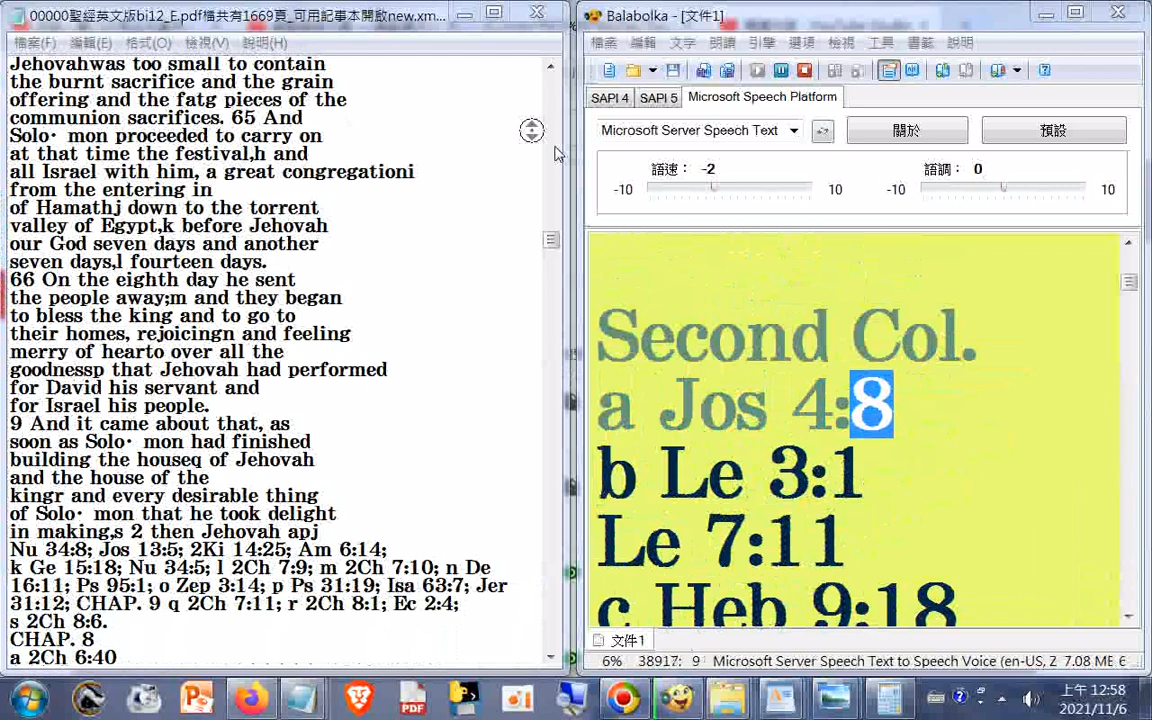 00000聖經英文版bi12_E.pdf檔共有1669頁_可用記事本開啟new.xm...
檔案(F) 編輯(E) 格式(O) 檢視(V) 說明(H)
Jehovahwas too small to contain
the burnt sacrifice and the grain
offering and the fatg pieces of the
communion sacrifices. 65 And
Solo· mon proceeded to carry on
at that time the festival,h and
all Israel with him, a great congregationi
from the entering in
of Hamathj down to the torrent
valley of Egypt,k before Jehovah
our God seven days and another
seven days,l fourteen days.
66 On the eighth day he sent
the people away;m and they began
to bless the king and to go to
their homes, rejoicingn and feeling
merry of hearto over all the
goodnessp that Jehovah had performed
for David his servant and
for Israel his people.
9 And it came about that, as
soon as Solo· mon had finished
building the houseq of Jehovah
and the house of the
kingr and every desirable thing
of Solo· mon that he took delight
in making,s 2 then Jehovah apj
Nu 34:8; Jos 13:5; 2Ki 14:25; Am 6:14;
k Ge 15:18; Nu 34:5; l 2Ch 7:9; m 2Ch 7:10; n De
16:11; Ps 95:1; o Zep 3:14; p Ps 31:19; Isa 63:7; Jer
31:12; CHAP. 9 q 2Ch 7:11; r 2Ch 8:1; Ec 2:4;
s 2Ch 8:6.
CHAP. 8
a 2Ch 6:40
Balabolka - [文件1]
檔案 編輯 文字 朗讀 引擎 選項 檢視 工具 書籤 說明
SAPI 4 SAPI 5 Microsoft Speech Platform
Microsoft Server Speech Text 關於 預設
語速： -2 語調： 0
-10 10 -10 10
Second Col.
a Jos 4:8
b Le 3:1
Le 7:11
c Heb 9:18
文件1
6% 38917: 9 Microsoft Server Speech Text to Speech Voice (en-US, Z 7.08 MB 6
PDF
上午 12:58
2021/11/6